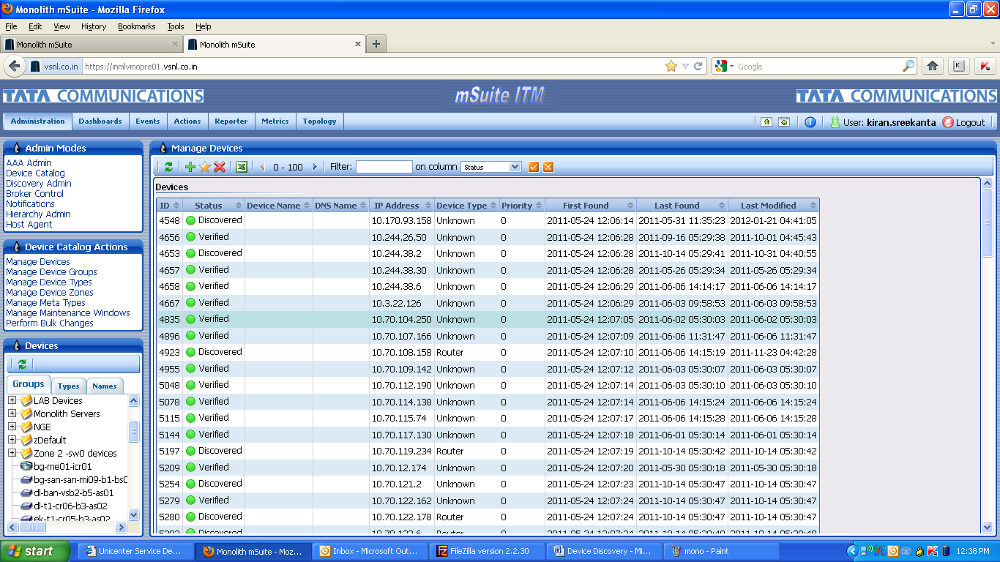 Monolith mSuite - Mozilla Firefox
File Edit View History Bookmarks Tools Help
Monolith mSuite Monolith mSuite
vsnl.co.in https://inmlvmopre01.vsnl.co.in Google
TATA COMMUNICATIONS mSuite ITM TATA COMMUNICATIONS
Administration Dashboards Events Actions Reporter Metrics Topology User: kiran.sreekanta Logout
Admin Modes
AAA Admin
Device Catalog
Discovery Admin
Broker Control
Notifications
Hierarchy Admin
Host Agent
Device Catalog Actions
Manage Devices
Manage Device Groups
Manage Device Types
Manage Device Zones
Manage Meta Types
Manage Maintenance Windows
Perform Bulk Changes
Devices
Groups Types Names
LAB Devices
Monolith Servers
NGE
zDefault
Zone 2 -sw0 devices
bg-me01-icr01
bg-san-san-mi09-b1-bs0
dl-ban-vsb2-b5-as01
dl-t1-cr06-b3-as02
ek-t1-cr05-b3-as02
Manage Devices
0 - 100 Filter: on column Status
Devices
ID Status Device Name DNS Name IP Address Device Type Priority First Found Last Found Last Modified
4548 Discovered 10.170.93.158 Unknown 0 2011-05-24 12:06:14 2011-05-31 11:35:23 2012-01-21 04:41:05
4656 Verified 10.244.26.50 Unknown 0 2011-05-24 12:06:28 2011-09-16 05:29:38 2011-10-01 04:45:43
4653 Discovered 10.244.38.2 Unknown 0 2011-05-24 12:06:28 2011-10-14 05:29:41 2011-10-31 04:40:55
4657 Verified 10.244.38.30 Unknown 0 2011-05-24 12:06:28 2011-05-26 05:29:34 2011-05-26 05:29:34
4658 Verified 10.244.38.6 Unknown 0 2011-05-24 12:06:29 2011-06-06 14:14:17 2011-06-06 14:14:17
4667 Verified 10.3.22.126 Unknown 0 2011-05-24 12:06:29 2011-06-03 09:58:53 2011-06-03 09:58:53
4835 Verified 10.70.104.250 Unknown 0 2011-05-24 12:07:05 2011-06-02 05:30:03 2011-06-02 05:30:03
4896 Verified 10.70.107.166 Unknown 0 2011-05-24 12:07:09 2011-06-06 11:31:47 2011-06-06 11:31:47
4923 Discovered 10.70.108.158 Router 0 2011-05-24 12:07:10 2011-06-06 14:15:19 2011-11-23 04:42:28
4955 Verified 10.70.109.142 Unknown 0 2011-05-24 12:07:12 2011-06-03 05:30:07 2011-06-03 05:30:07
5048 Verified 10.70.112.190 Unknown 0 2011-05-24 12:07:14 2011-06-03 05:30:10 2011-06-03 05:30:10
5078 Verified 10.70.114.138 Unknown 0 2011-05-24 12:07:14 2011-06-06 14:15:24 2011-06-06 14:15:24
5115 Verified 10.70.115.74 Unknown 0 2011-05-24 12:07:17 2011-06-06 14:15:28 2011-06-06 14:15:28
5144 Verified 10.70.117.130 Unknown 0 2011-05-24 12:07:18 2011-06-01 05:30:14 2011-06-01 05:30:14
5197 Discovered 10.70.119.234 Router 0 2011-05-24 12:07:19 2011-10-14 05:30:42 2011-10-14 05:30:42
5209 Verified 10.70.12.174 Unknown 0 2011-05-24 12:07:20 2011-05-30 05:30:18 2011-05-30 05:30:18
5254 Discovered 10.70.121.2 Unknown 0 2011-05-24 12:07:23 2011-10-14 05:30:47 2011-10-14 05:30:47
5279 Verified 10.70.122.162 Unknown 0 2011-05-24 12:07:24 2011-10-14 05:30:47 2011-10-14 05:30:47
5280 Discovered 10.70.122.178 Router 0 2011-05-24 12:07:24 2011-10-14 05:30:47 2011-10-14 05:30:47
start Unicenter Service De... Monolith mSuite - Moz... Inbox - Microsoft Out... FileZilla version 2.2.30 Device Discovery - Mi... mono - Paint 12:38 PM